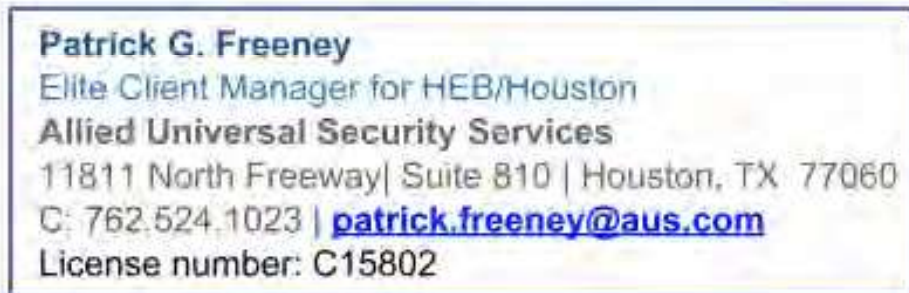 Patrick G. Freeney
Elite Client Manager for HEB/Houston
Allied Universal Security Services
11811 North Freeway| Suite 810 | Houston, TX 77060
C: 762.524.1023 | patrick.freeney@aus.com
License number: C15802